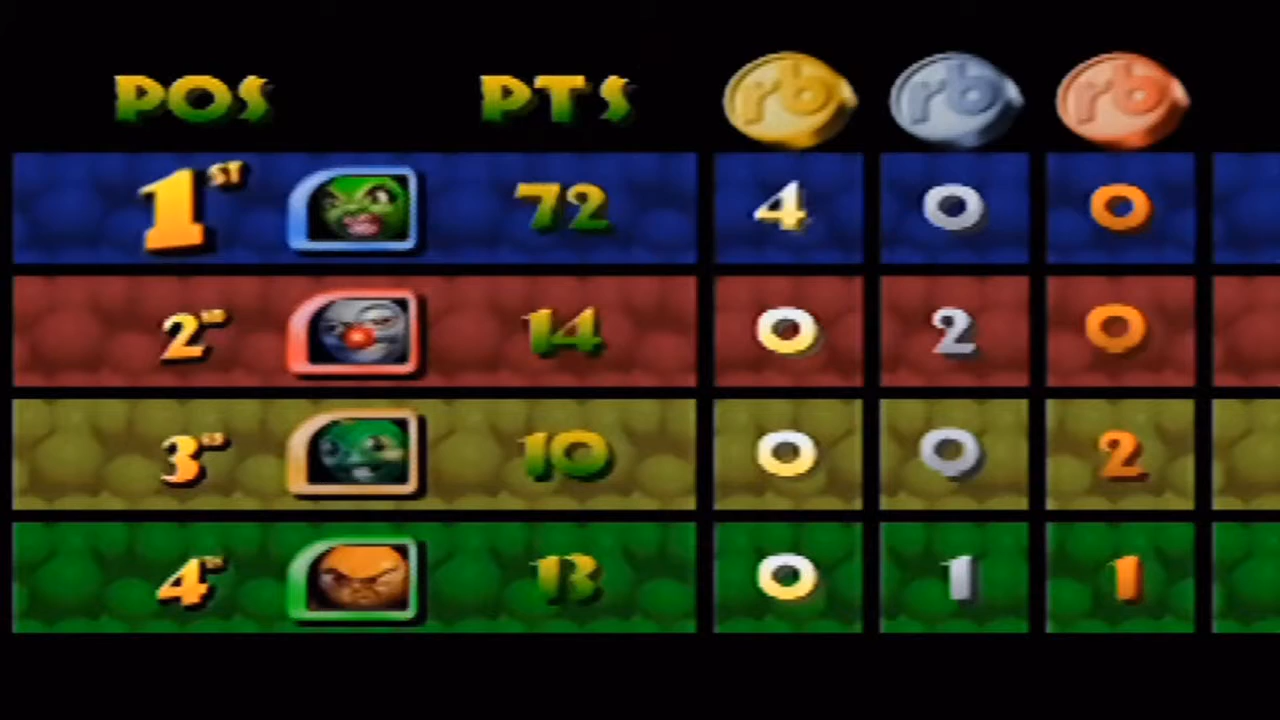 POS PTS rb rb rb
1ST 72 4 0 0
2ND 14 0 2 0
3RD 10 0 0 2
4TH 13 0 1 1